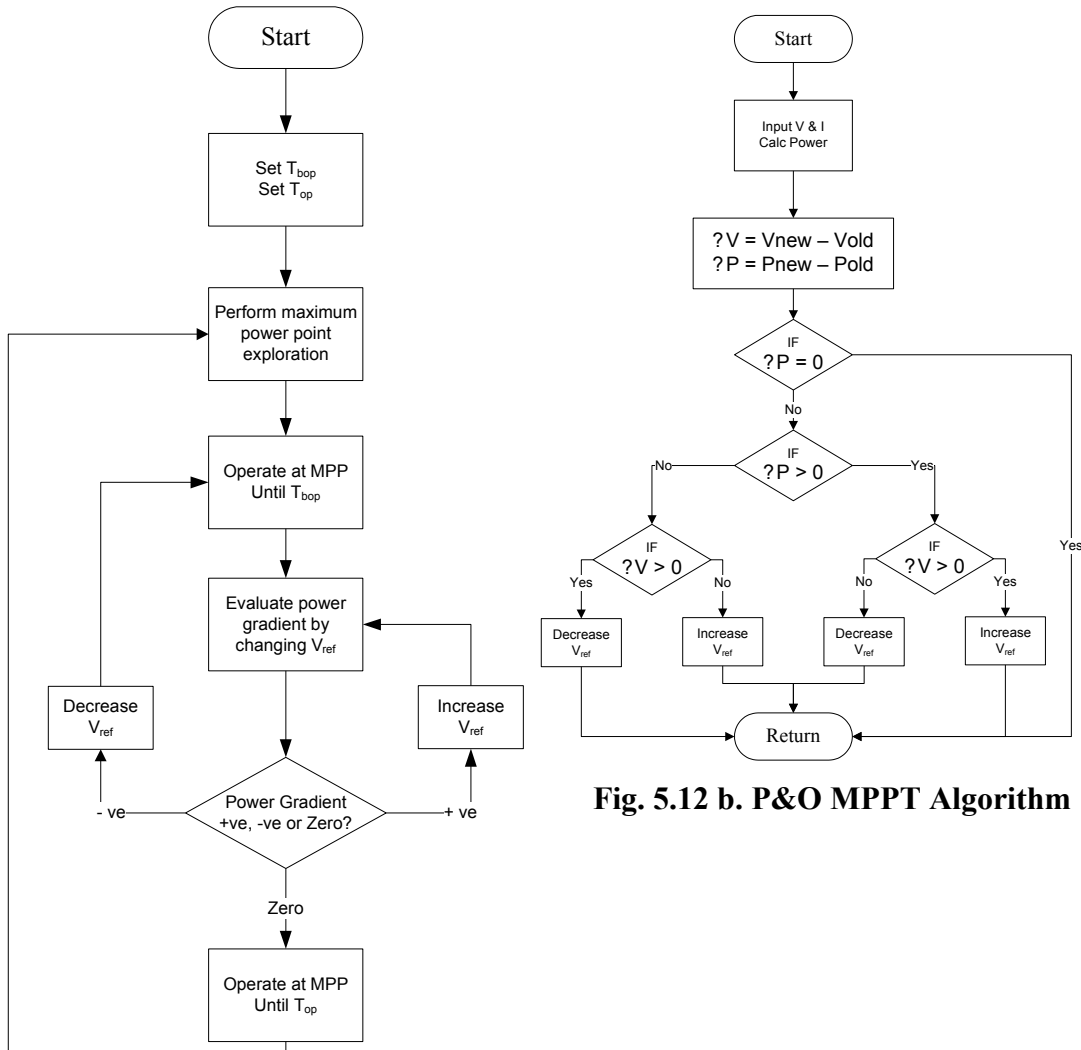 Start
Set T_bop
Set T_op
Perform maximum
power point
exploration
Operate at MPP
Until T_bop
Evaluate power
gradient by
changing V_ref
Decrease
V_ref
Increase
V_ref
- ve
Power Gradient
+ve, -ve or Zero?
+ ve
Zero
Operate at MPP
Until T_op
Start
Input V & I
Calc Power
?V = Vnew – Vold
?P = Pnew – Pold
IF
?P = 0
No
Yes
IF
?P > 0
No
Yes
IF
?V > 0
Yes
No
IF
?V > 0
No
Yes
Decrease
V_ref
Increase
V_ref
Decrease
V_ref
Increase
V_ref
Return
Fig. 5.12 b. P&O MPPT Algorithm